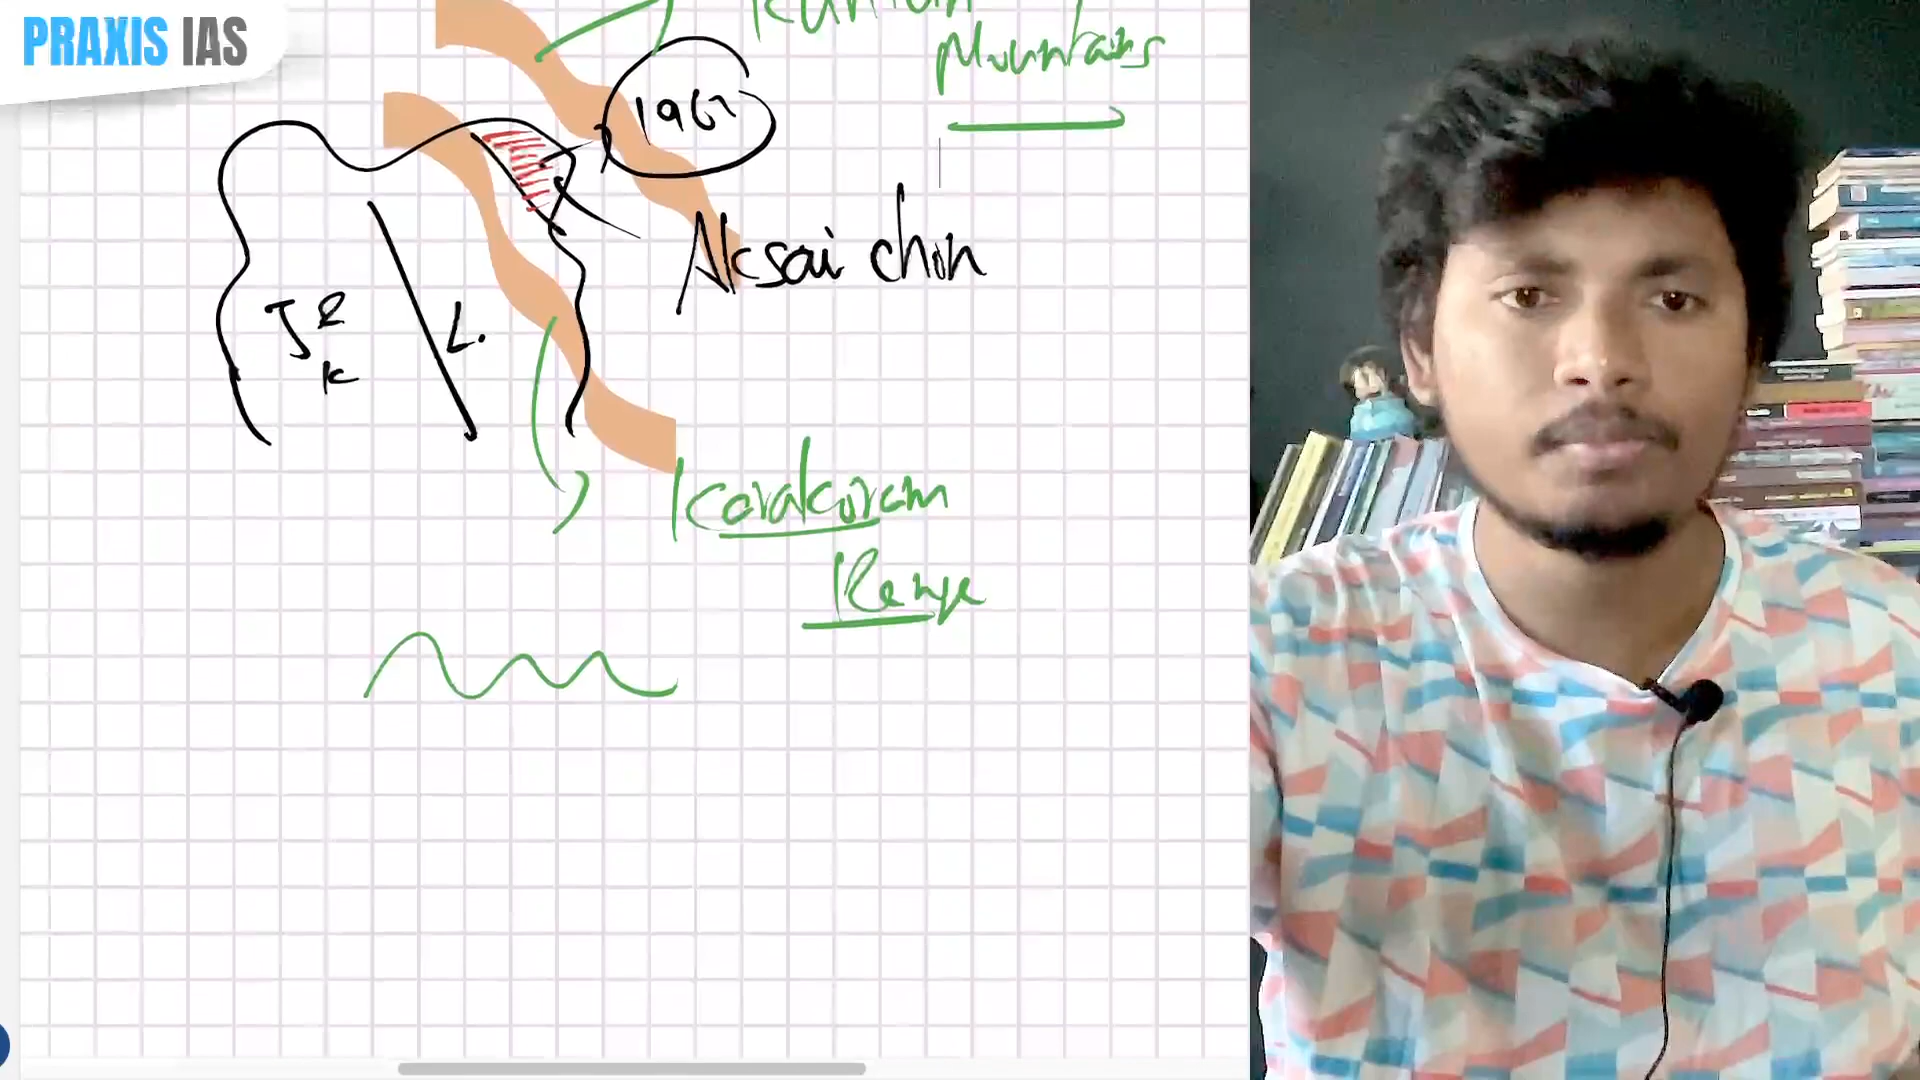 PRAXIS IAS
Mountains
1962
Aksai chin
J &
K
L.
Karakoram
Range